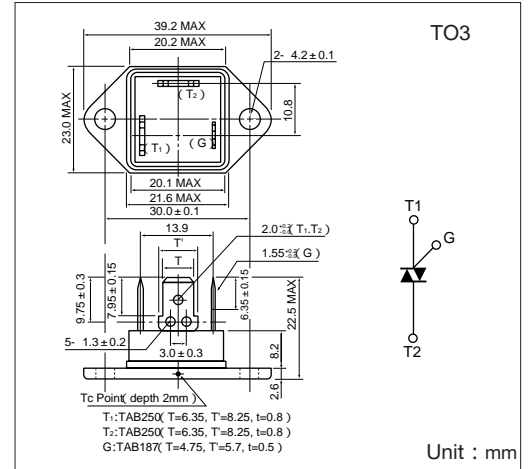 39.2 MAX
TO3
20.2 MAX
2- 4.2±0.1
(T2)
23.0 MAX
10.8
(T1)
(G)
20.1 MAX
21.6 MAX
30.0±0.1
13.9
2.0 (T1.T2)
T'
1.55 (G)
T
9.75±0.3
7.95±0.15
6.35±0.15
22.5 MAX
5- 1.3±0.2
3.0±0.3
8.2
2.6
Tc Point( depth 2mm )
T1:TAB250( T=6.35, T'=8.25, t=0.8 )
T2:TAB250( T=6.35, T'=8.25, t=0.8 )
G:TAB187( T=4.75, T'=5.7, t=0.5 )
T1
G
T2
Unit : mm